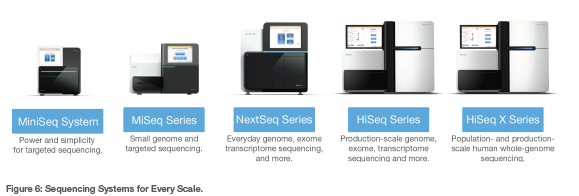 MiniSeq System
Power and simplicity
for targeted sequencing.
MiSeq Series
Small genome and
targeted sequencing.
NextSeq Series
Everyday genome, exome
transcriptome sequencing,
and more.
HiSeq Series
Production-scale genome,
exome, transcriptome
sequencing and more.
HiSeq X Series
Population- and production-
scale human whole-genome
sequencing.
Figure 6: Sequencing Systems for Every Scale.